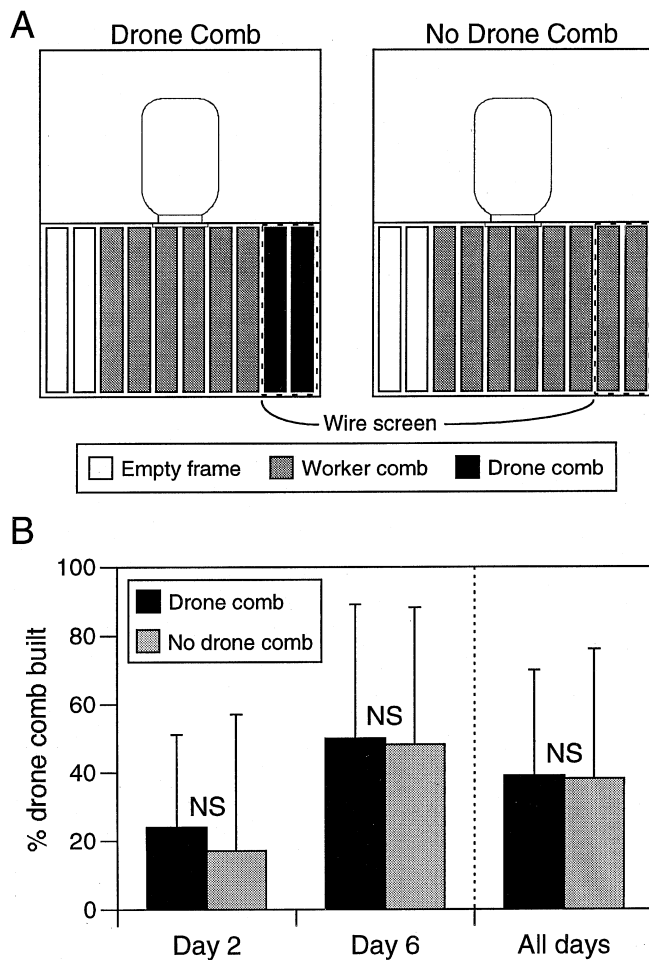 A
Drone Comb
No Drone Comb
Wire screen
Empty frame
Worker comb
Drone comb
B
% drone comb built
100
80
60
40
20
0
Drone comb
No drone comb
NS
NS
NS
Day 2
Day 6
All days